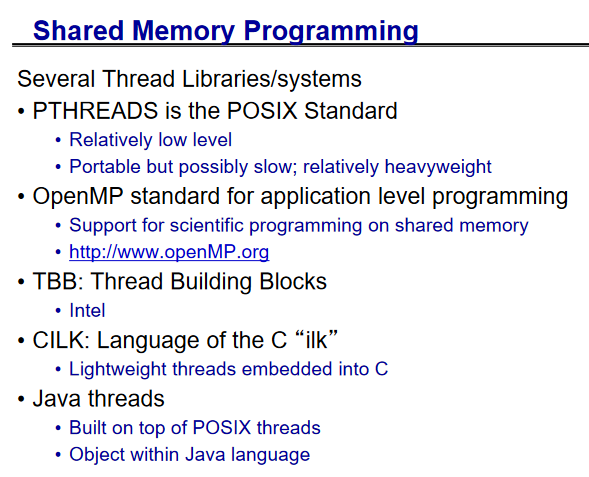 Shared Memory Programming
Several Thread Libraries/systems
• PTHREADS is the POSIX Standard
• Relatively low level
• Portable but possibly slow; relatively heavyweight
• OpenMP standard for application level programming
• Support for scientific programming on shared memory
• http://www.openMP.org
• TBB: Thread Building Blocks
• Intel
• CILK: Language of the C “ilk”
• Lightweight threads embedded into C
• Java threads
• Built on top of POSIX threads
• Object within Java language